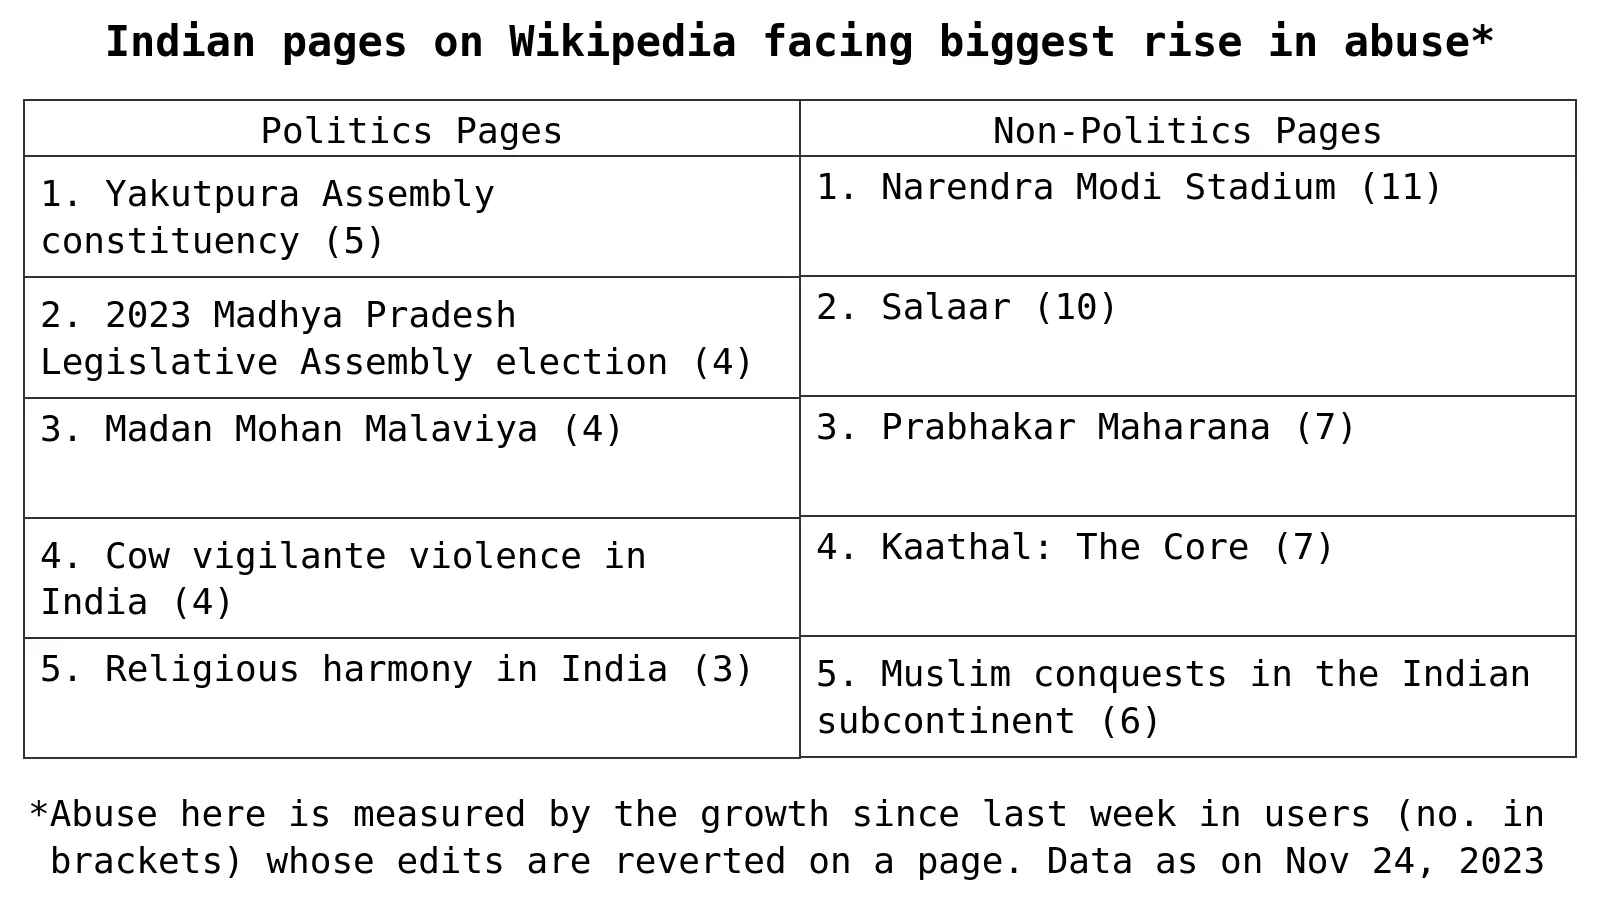 Indian pages on Wikipedia facing biggest rise in abuse*
Politics Pages
1. Yakutpura Assembly
constituency (5)
2. 2023 Madhya Pradesh
Legislative Assembly election (4)
3. Madan Mohan Malaviya (4)
4. Cow vigilante violence in
India (4)
5. Religious harmony in India (3)
Non-Politics Pages
1. Narendra Modi Stadium (11)
2. Salaar (10)
3. Prabhakar Maharana (7)
4. Kaathal: The Core (7)
5. Muslim conquests in the Indian
subcontinent (6)
*Abuse here is measured by the growth since last week in users (no. in
brackets) whose edits are reverted on a page. Data as on Nov 24, 2023